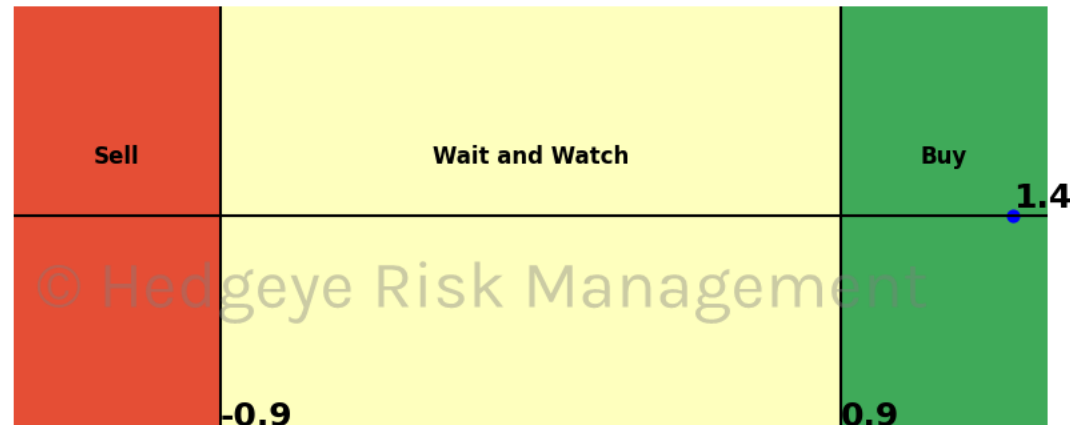 Sell
Wait and Watch
Buy
1.4
© Hedgeye Risk Management
-0.9
0.9